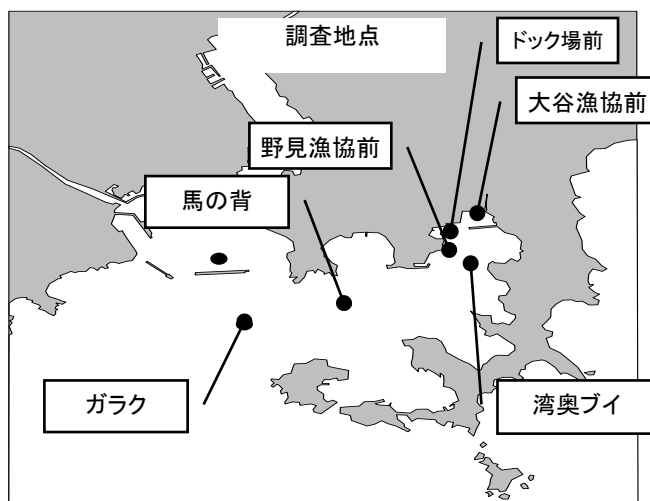 調査地点
ドック場前
大谷漁協前
野見漁協前
馬の背
ガラク
湾奥ブイ